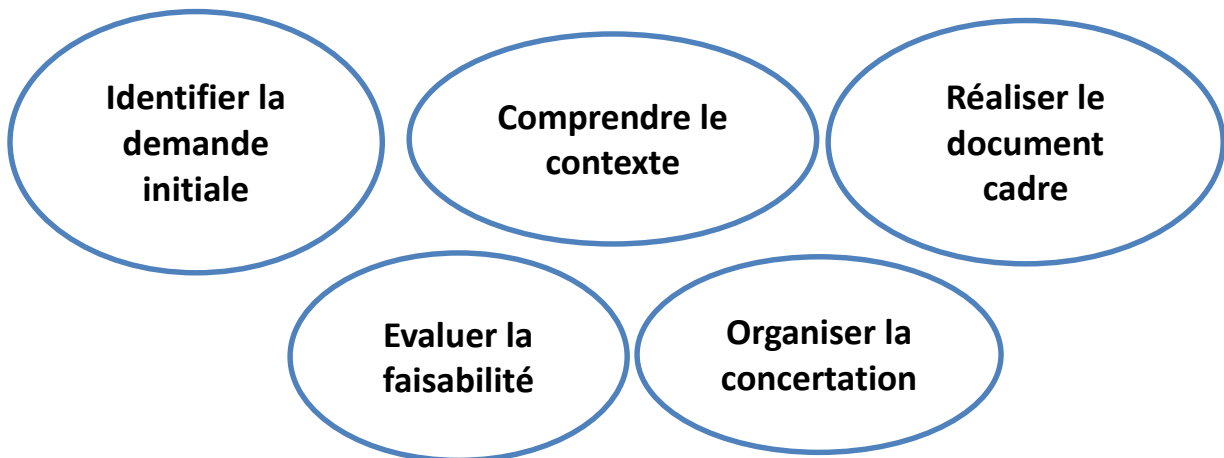 Identifier la
demande
initiale
Comprendre le
contexte
Réaliser le
document
cadre
Evaluer la
faisabilité
Organiser la
concertation